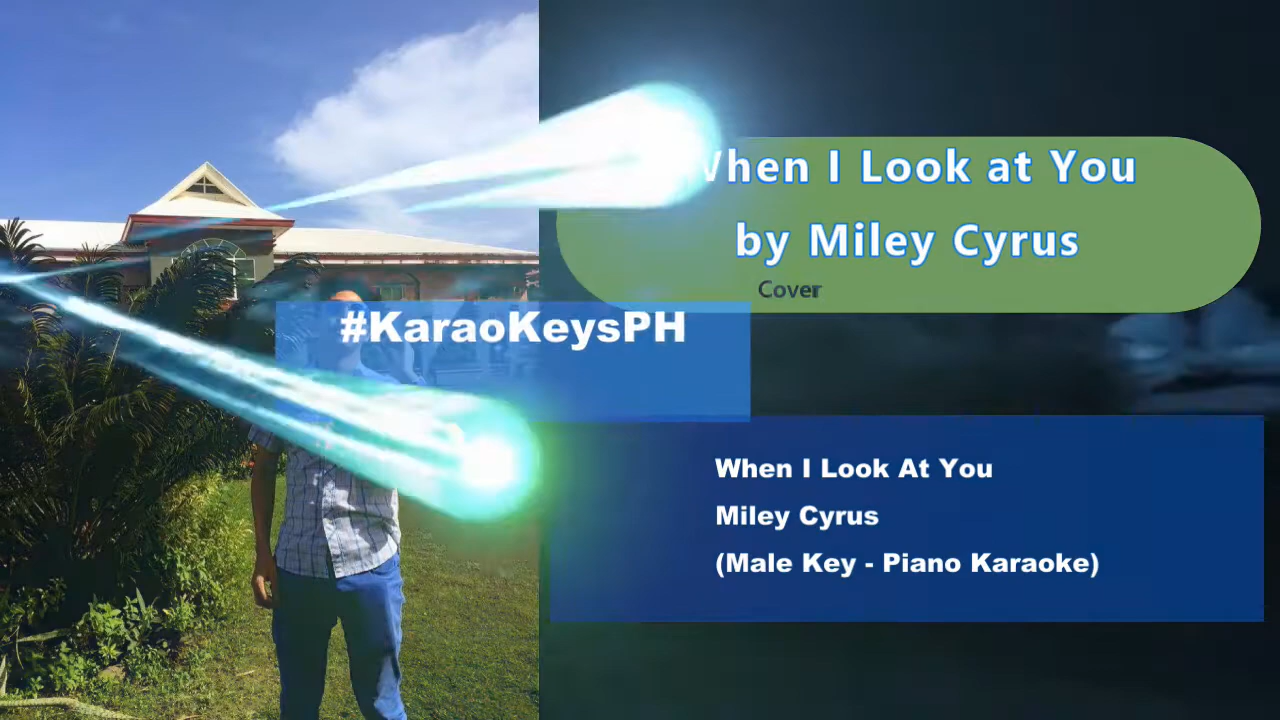 When I Look at You
by Miley Cyrus
Cover
#KaraoKeysPH
When I Look At You
Miley Cyrus
(Male Key - Piano Karaoke)